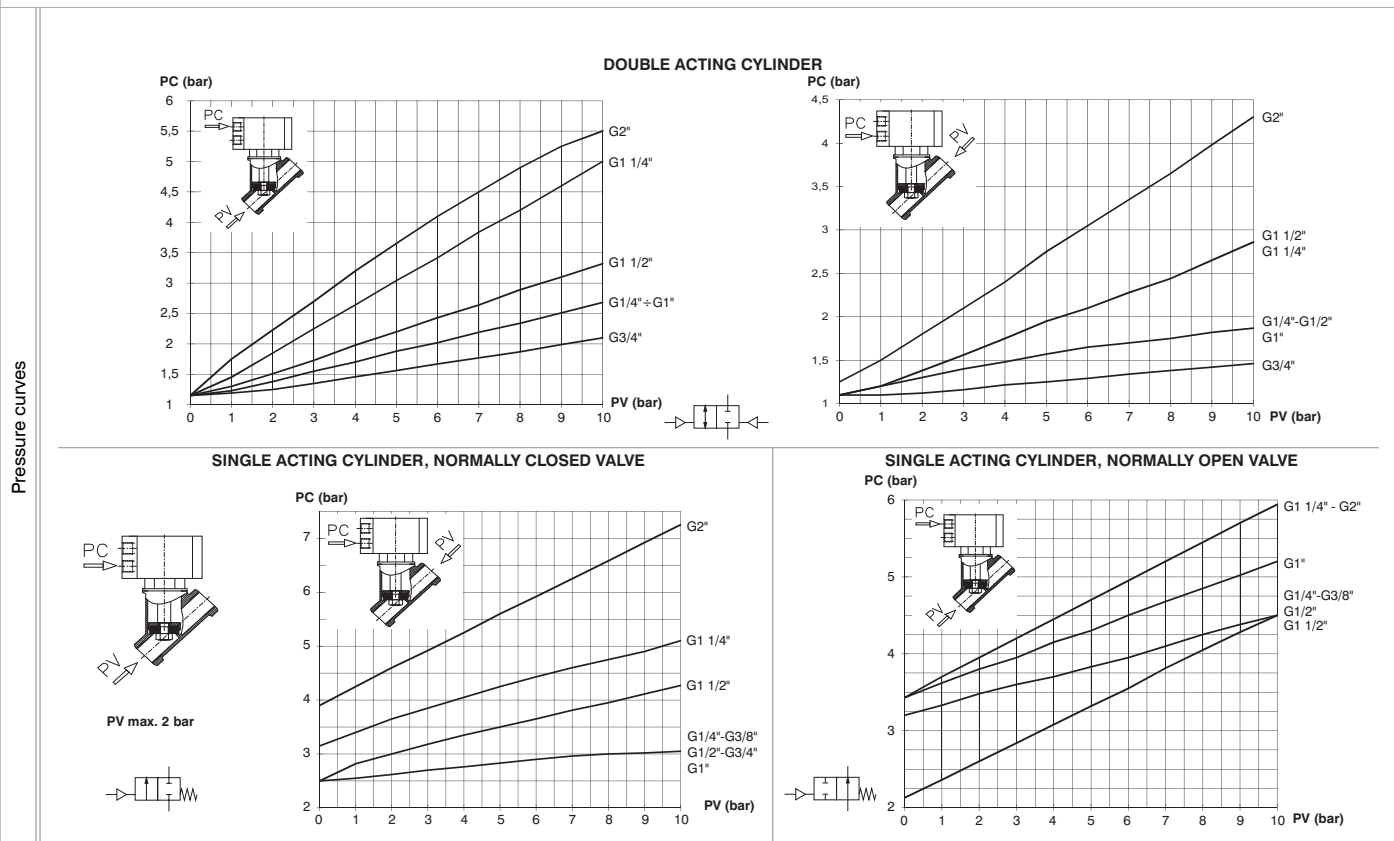 Pressure curves
DOUBLE ACTING CYLINDER
PC (bar)
6
5,5
5
4,5
4
3,5
3
2,5
2
1,5
1
0 1 2 3 4 5 6 7 8 9 10
PV (bar)
PC
PV
G2"
G1 1/4"
G1 1/2"
G1/4"÷G1"
G3/4"
PC (bar)
4,5
4
3,5
3
2,5
2
1,5
1
0 1 2 3 4 5 6 7 8 9 10
PV (bar)
PC
PV
G2"
G1 1/2"
G1 1/4"
G1/4"-G1/2"
G1"
G3/4"
SINGLE ACTING CYLINDER, NORMALLY CLOSED VALVE
PC
PV
PV max. 2 bar
PC (bar)
7
6
5
4
3
2
0 1 2 3 4 5 6 7 8 9 10
PV (bar)
PC
PV
G2"
G1 1/4"
G1 1/2"
G1/4"-G3/8"
G1/2"-G3/4"
G1"
SINGLE ACTING CYLINDER, NORMALLY OPEN VALVE
PC (bar)
6
5
4
3
2
0 1 2 3 4 5 6 7 8 9 10
PV (bar)
PC
PV
G1 1/4" - G2"
G1"
G1/4"-G3/8"
G1/2"
G1 1/2"